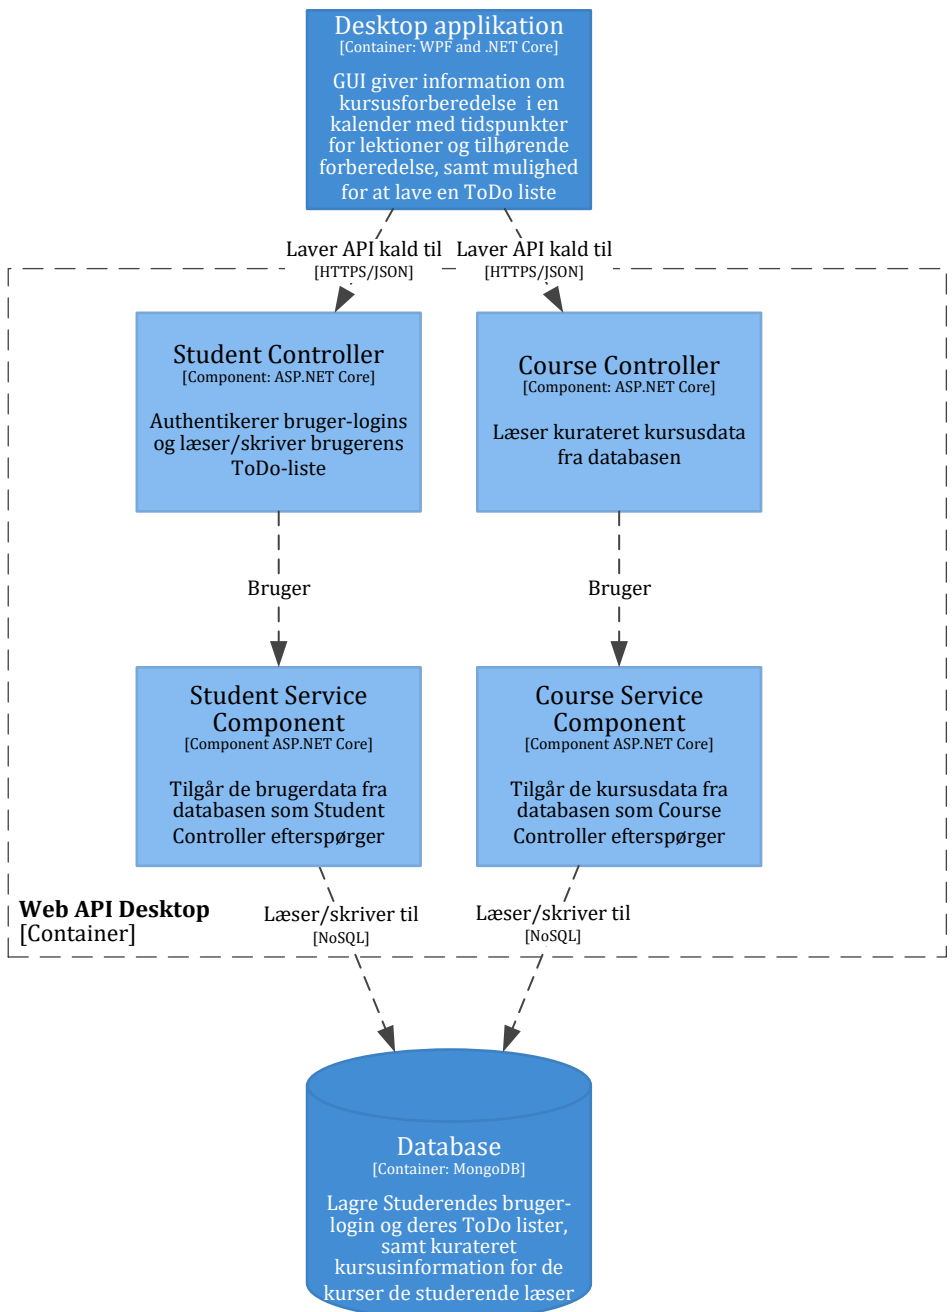 Desktop applikation
[Container: WPF and .NET Core]
GUI giver information om
kursusforberedelse i en
kalender med tidspunkter
for lektioner og tilhørende
forberedelse, samt mulighed
for at lave en ToDo liste
Laver API kald til
[HTTPS/JSON]
Laver API kald til
[HTTPS/JSON]
Student Controller
[Component: ASP.NET Core]
Authentikerer bruger-logins
og læser/skriver brugerens
ToDo-liste
Course Controller
[Component: ASP.NET Core]
Læser kurateret kursusdata
fra databasen
Bruger
Bruger
Student Service
Component
[Component ASP.NET Core]
Tilgår de brugerdata fra
databasen som Student
Controller efterspørger
Course Service
Component
[Component ASP.NET Core]
Tilgår de kursusdata fra
databasen som Course
Controller efterspørger
Web API Desktop
[Container]
Læser/skriver til
[NoSQL]
Læser/skriver til
[NoSQL]
Database
[Container: MongoDB]
Lagre Studerendes bruger-
login og deres ToDo lister,
samt kurateret
kursusinformation for de
kurser de studerende læser